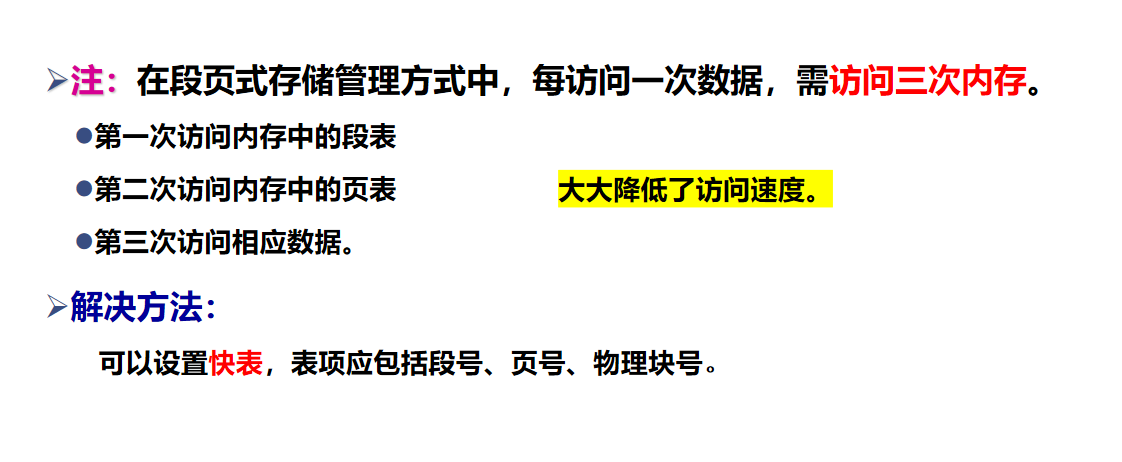 ➢注：在段页式存储管理方式中，每访问一次数据，需访问三次内存。
●第一次访问内存中的段表
●第二次访问内存中的页表
大大降低了访问速度。
●第三次访问相应数据。
➢解决方法：
可以设置快表，表项应包括段号、页号、物理块号。